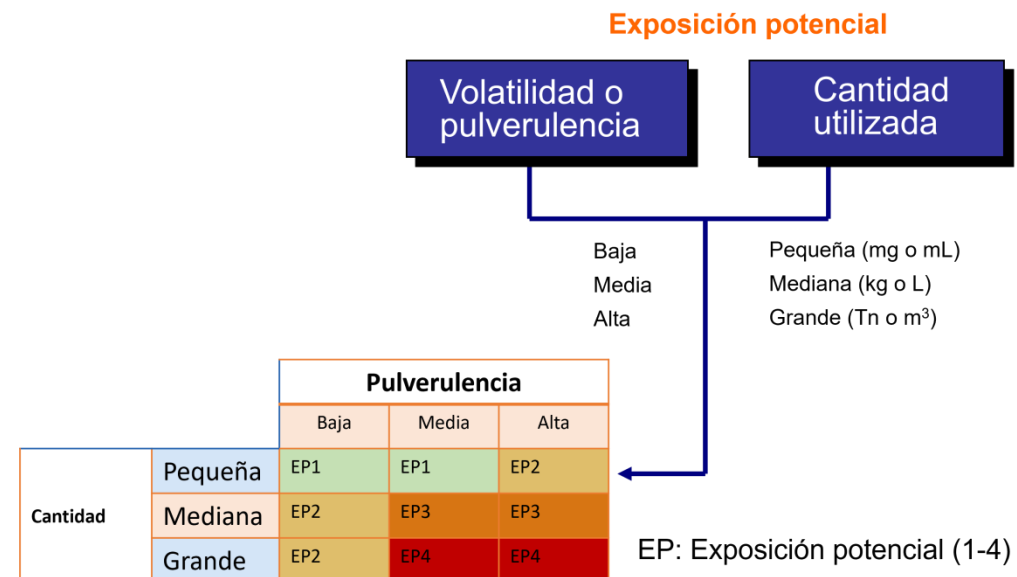 Exposición potencial
Volatilidad o
pulverulencia
Cantidad
utilizada
Baja
Media
Alta
Pequeña (mg o mL)
Mediana (kg o L)
Grande (Tn o m³)
Pulverulencia
Baja Media Alta
Cantidad
Pequeña EP1 EP1 EP2
Mediana EP2 EP3 EP3
Grande EP2 EP4 EP4
EP: Exposición potencial (1-4)